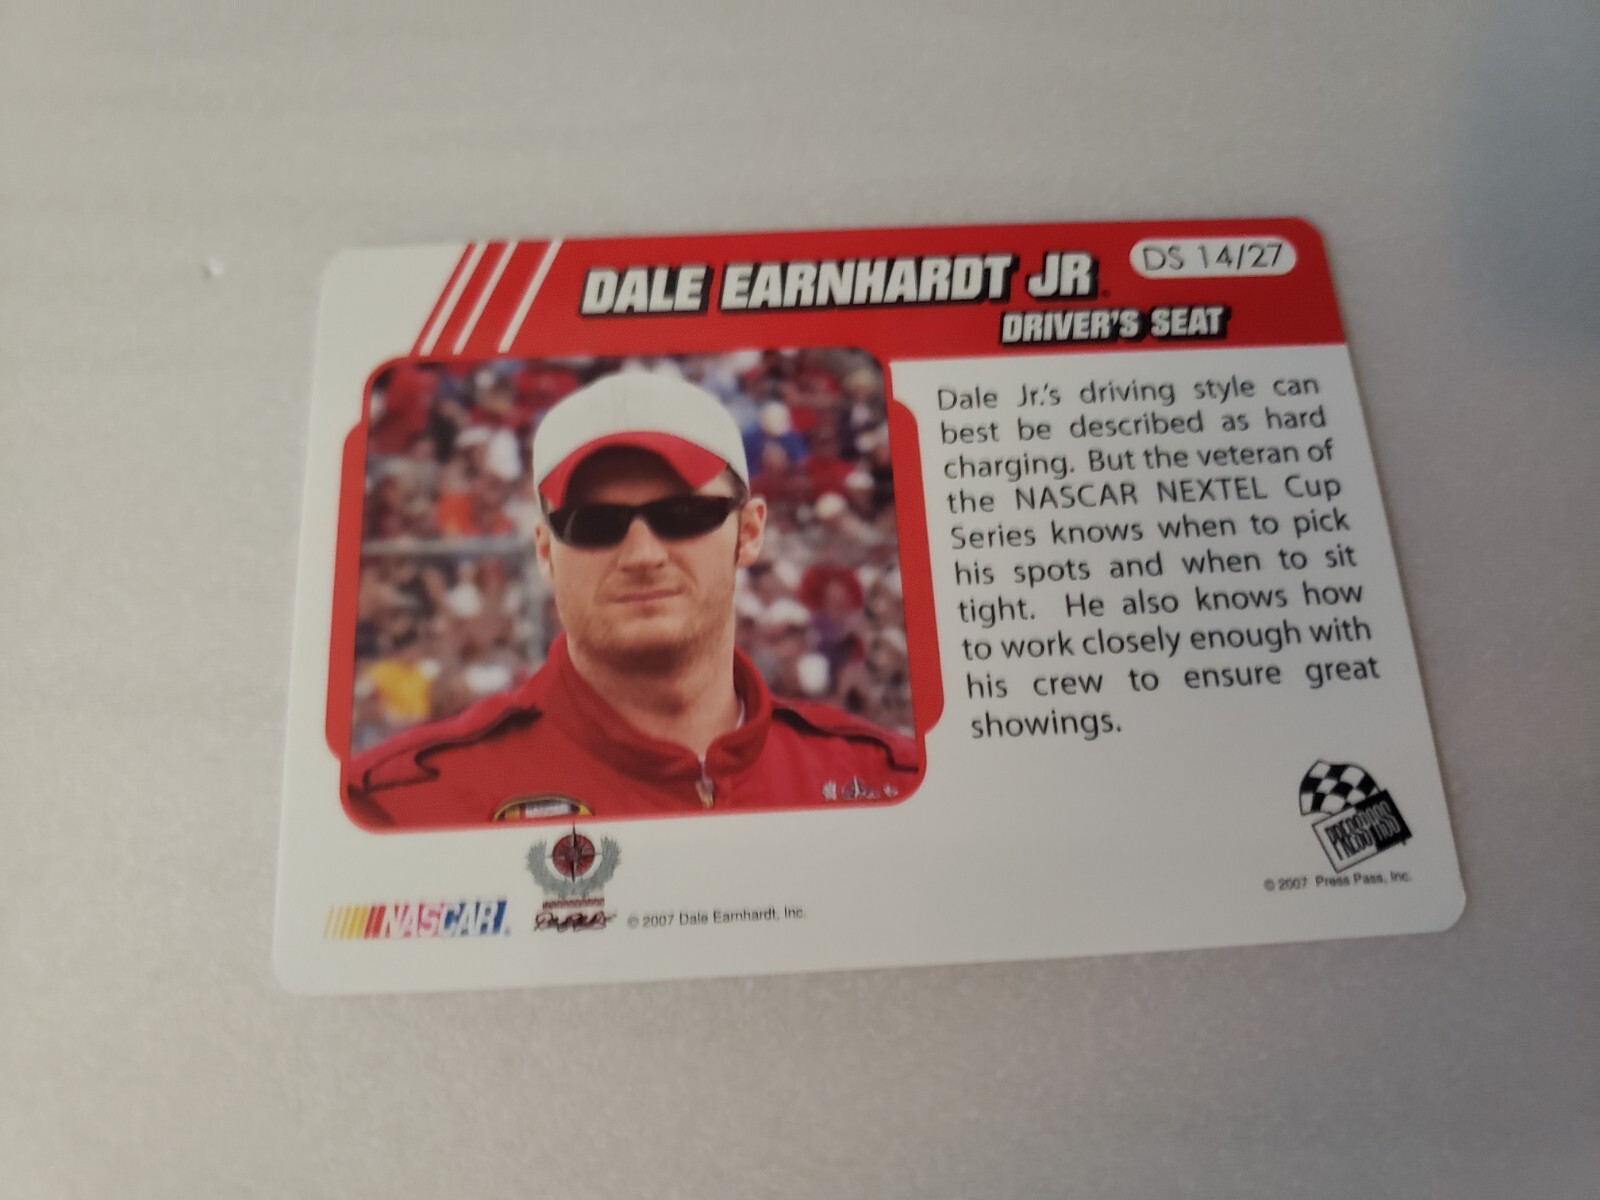 DALE EARNHARDT JR.
DS 14/27
DRIVER'S SEAT
Dale Jr.'s driving style can
best be described as hard
charging. But the veteran of
the NASCAR NEXTEL Cup
Series knows when to pick
his spots and when to sit
tight. He also knows how
to work closely enough with
his crew to ensure great
showings.
PRESS PASS
© 2007 Press Pass, Inc.
NASCAR
© 2007 Dale Earnhardt, Inc.